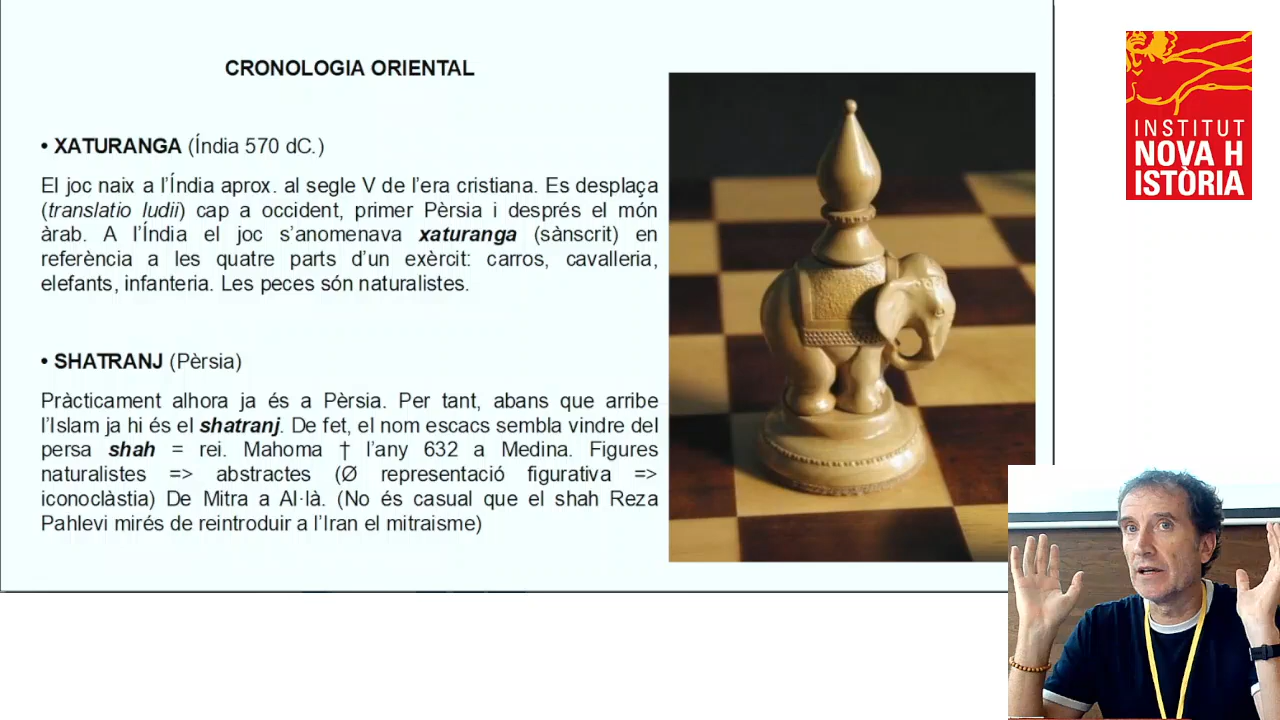 CRONOLOGIA ORIENTAL
• XATURANGA (Índia 570 dC.)
El joc naix a l'Índia aprox. al segle V de l'era cristiana. Es desplaça
(translatio ludii) cap a occident, primer Pèrsia i després el món
àrab. A l'Índia el joc s'anomenava xaturanga (sànscrit) en
referència a les quatre parts d'un exèrcit: carros, cavalleria,
elefants, infanteria. Les peces són naturalistes.
• SHATRANJ (Pèrsia)
Pràcticament alhora ja és a Pèrsia. Per tant, abans que arribe
l'Islam ja hi és el shatranj. De fet, el nom escacs sembla vindre del
persa shah = rei. Mahoma † l'any 632 a Medina. Figures
naturalistes => abstractes (Ø representació figurativa =>
iconoclàstia) De Mitra a Al·là. (No és casual que el shah Reza
Pahlevi mirés de reintroduir a l'Iran el mitraisme)
INSTITUT
NOVA H
ISTÒRIA